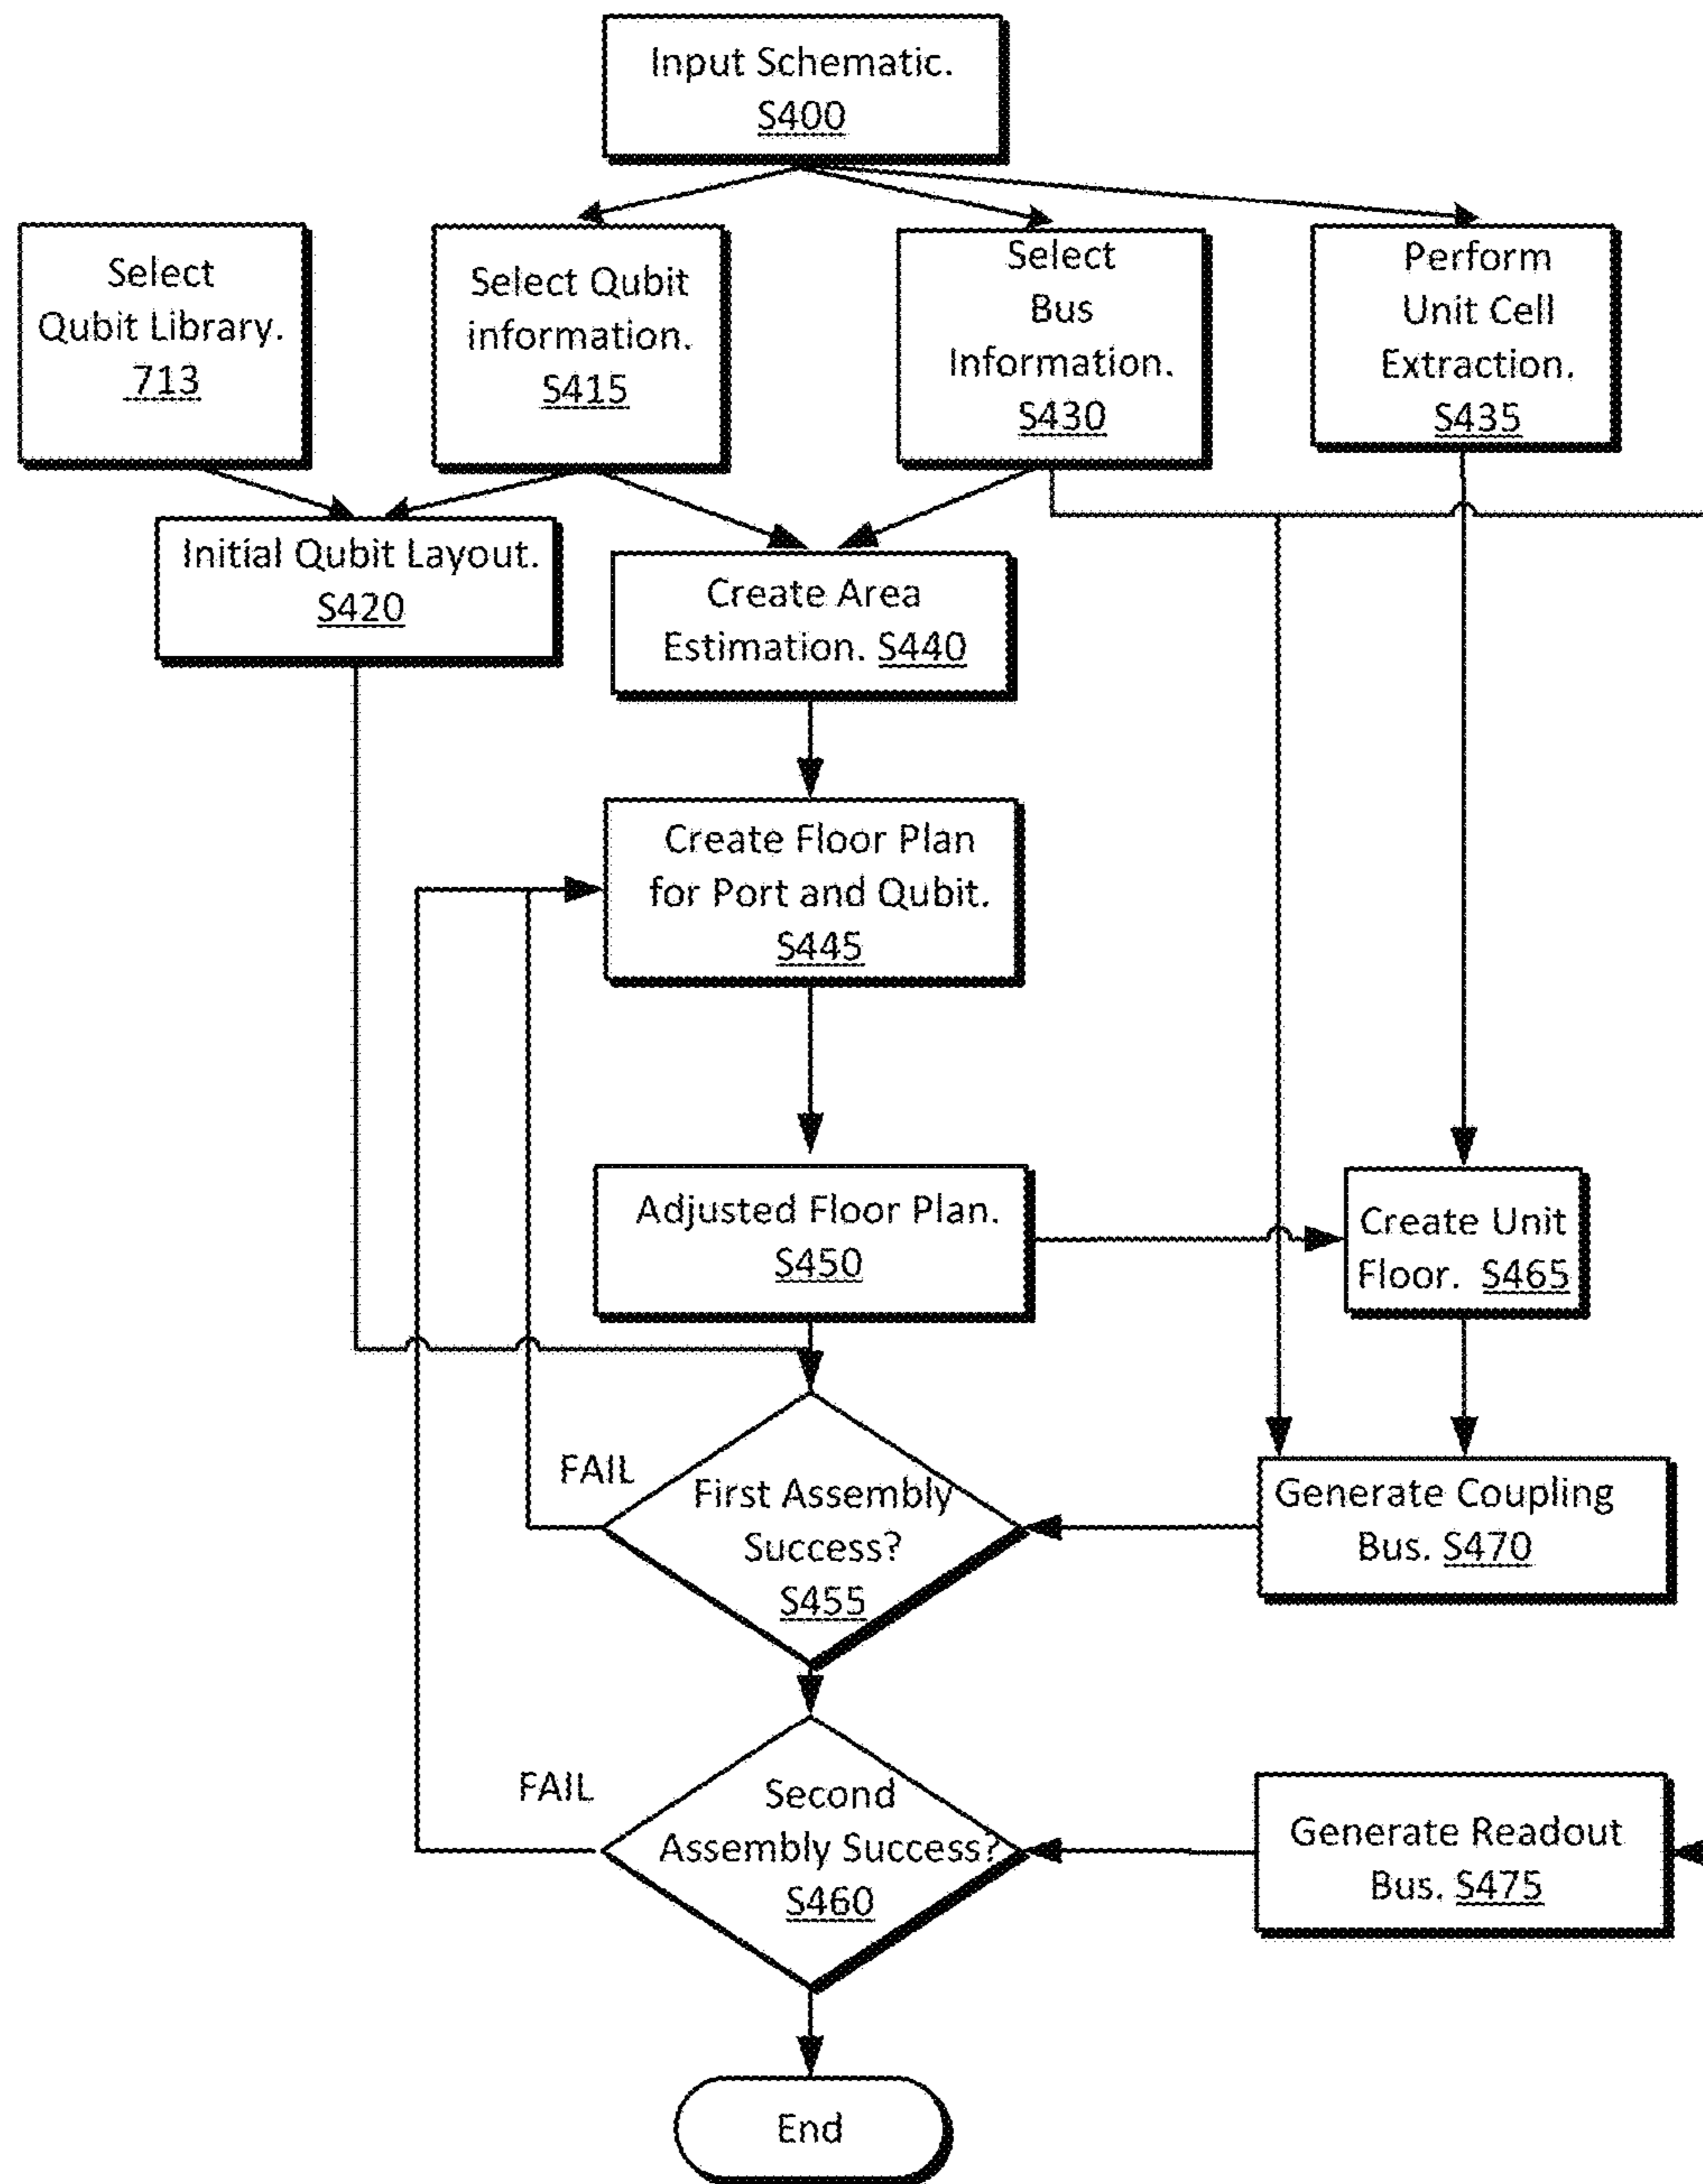 Input Schematic.
S400
Select
Qubit Library.
713
Select Qubit
information.
S415
Select
Bus
Information.
S430
Perform
Unit Cell
Extraction.
S435
Initial Qubit Layout.
S420
Create Area
Estimation. S440
Create Floor Plan
for Port and Qubit.
S445
Adjusted Floor Plan.
S450
Create Unit
Floor. S465
FAIL
First Assembly
Success?
S455
Generate Coupling
Bus. S470
FAIL
Second
Assembly Success?
S460
Generate Readout
Bus. S475
End